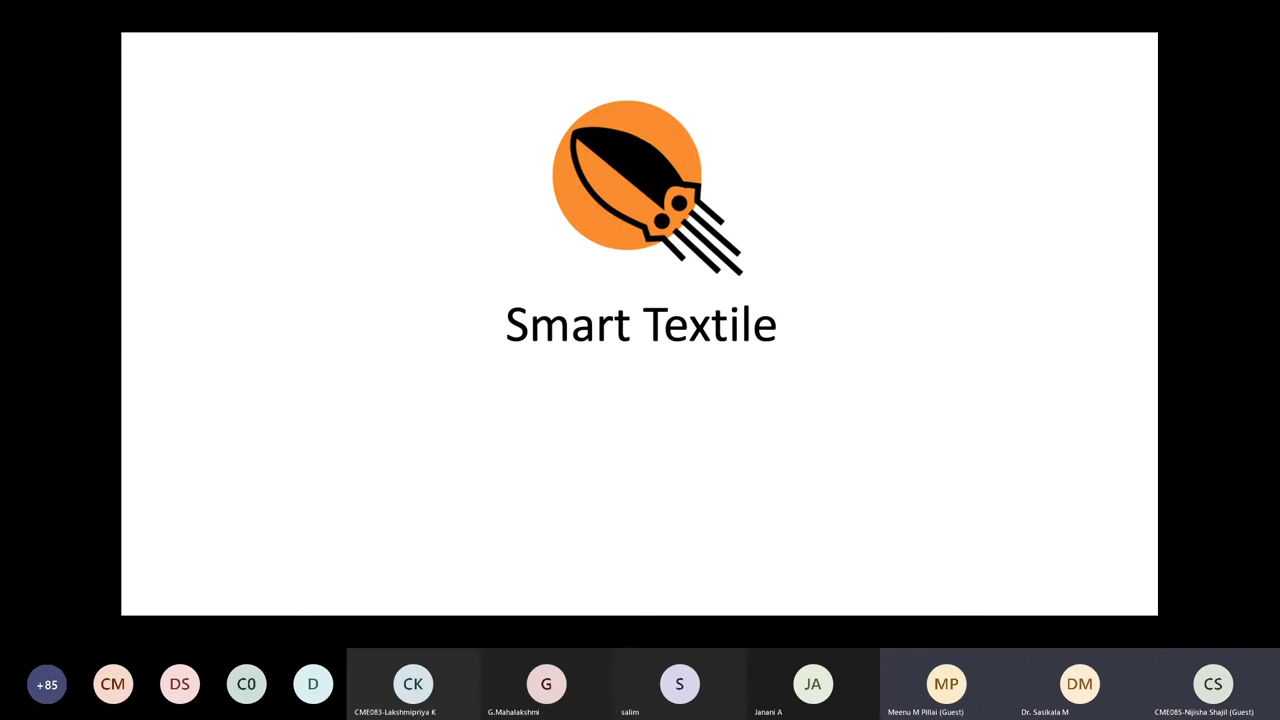 Smart Textile
+85
CM
DS
C0
D
CK
G
S
JA
MP
DM
CS
CME083-Lakshmipriya K
G.Mahalakshmi
salim
Janani A
Meenu M Pillai (Guest)
Dr. Sasikala M
CME085-Nijisha Shajil (Guest)